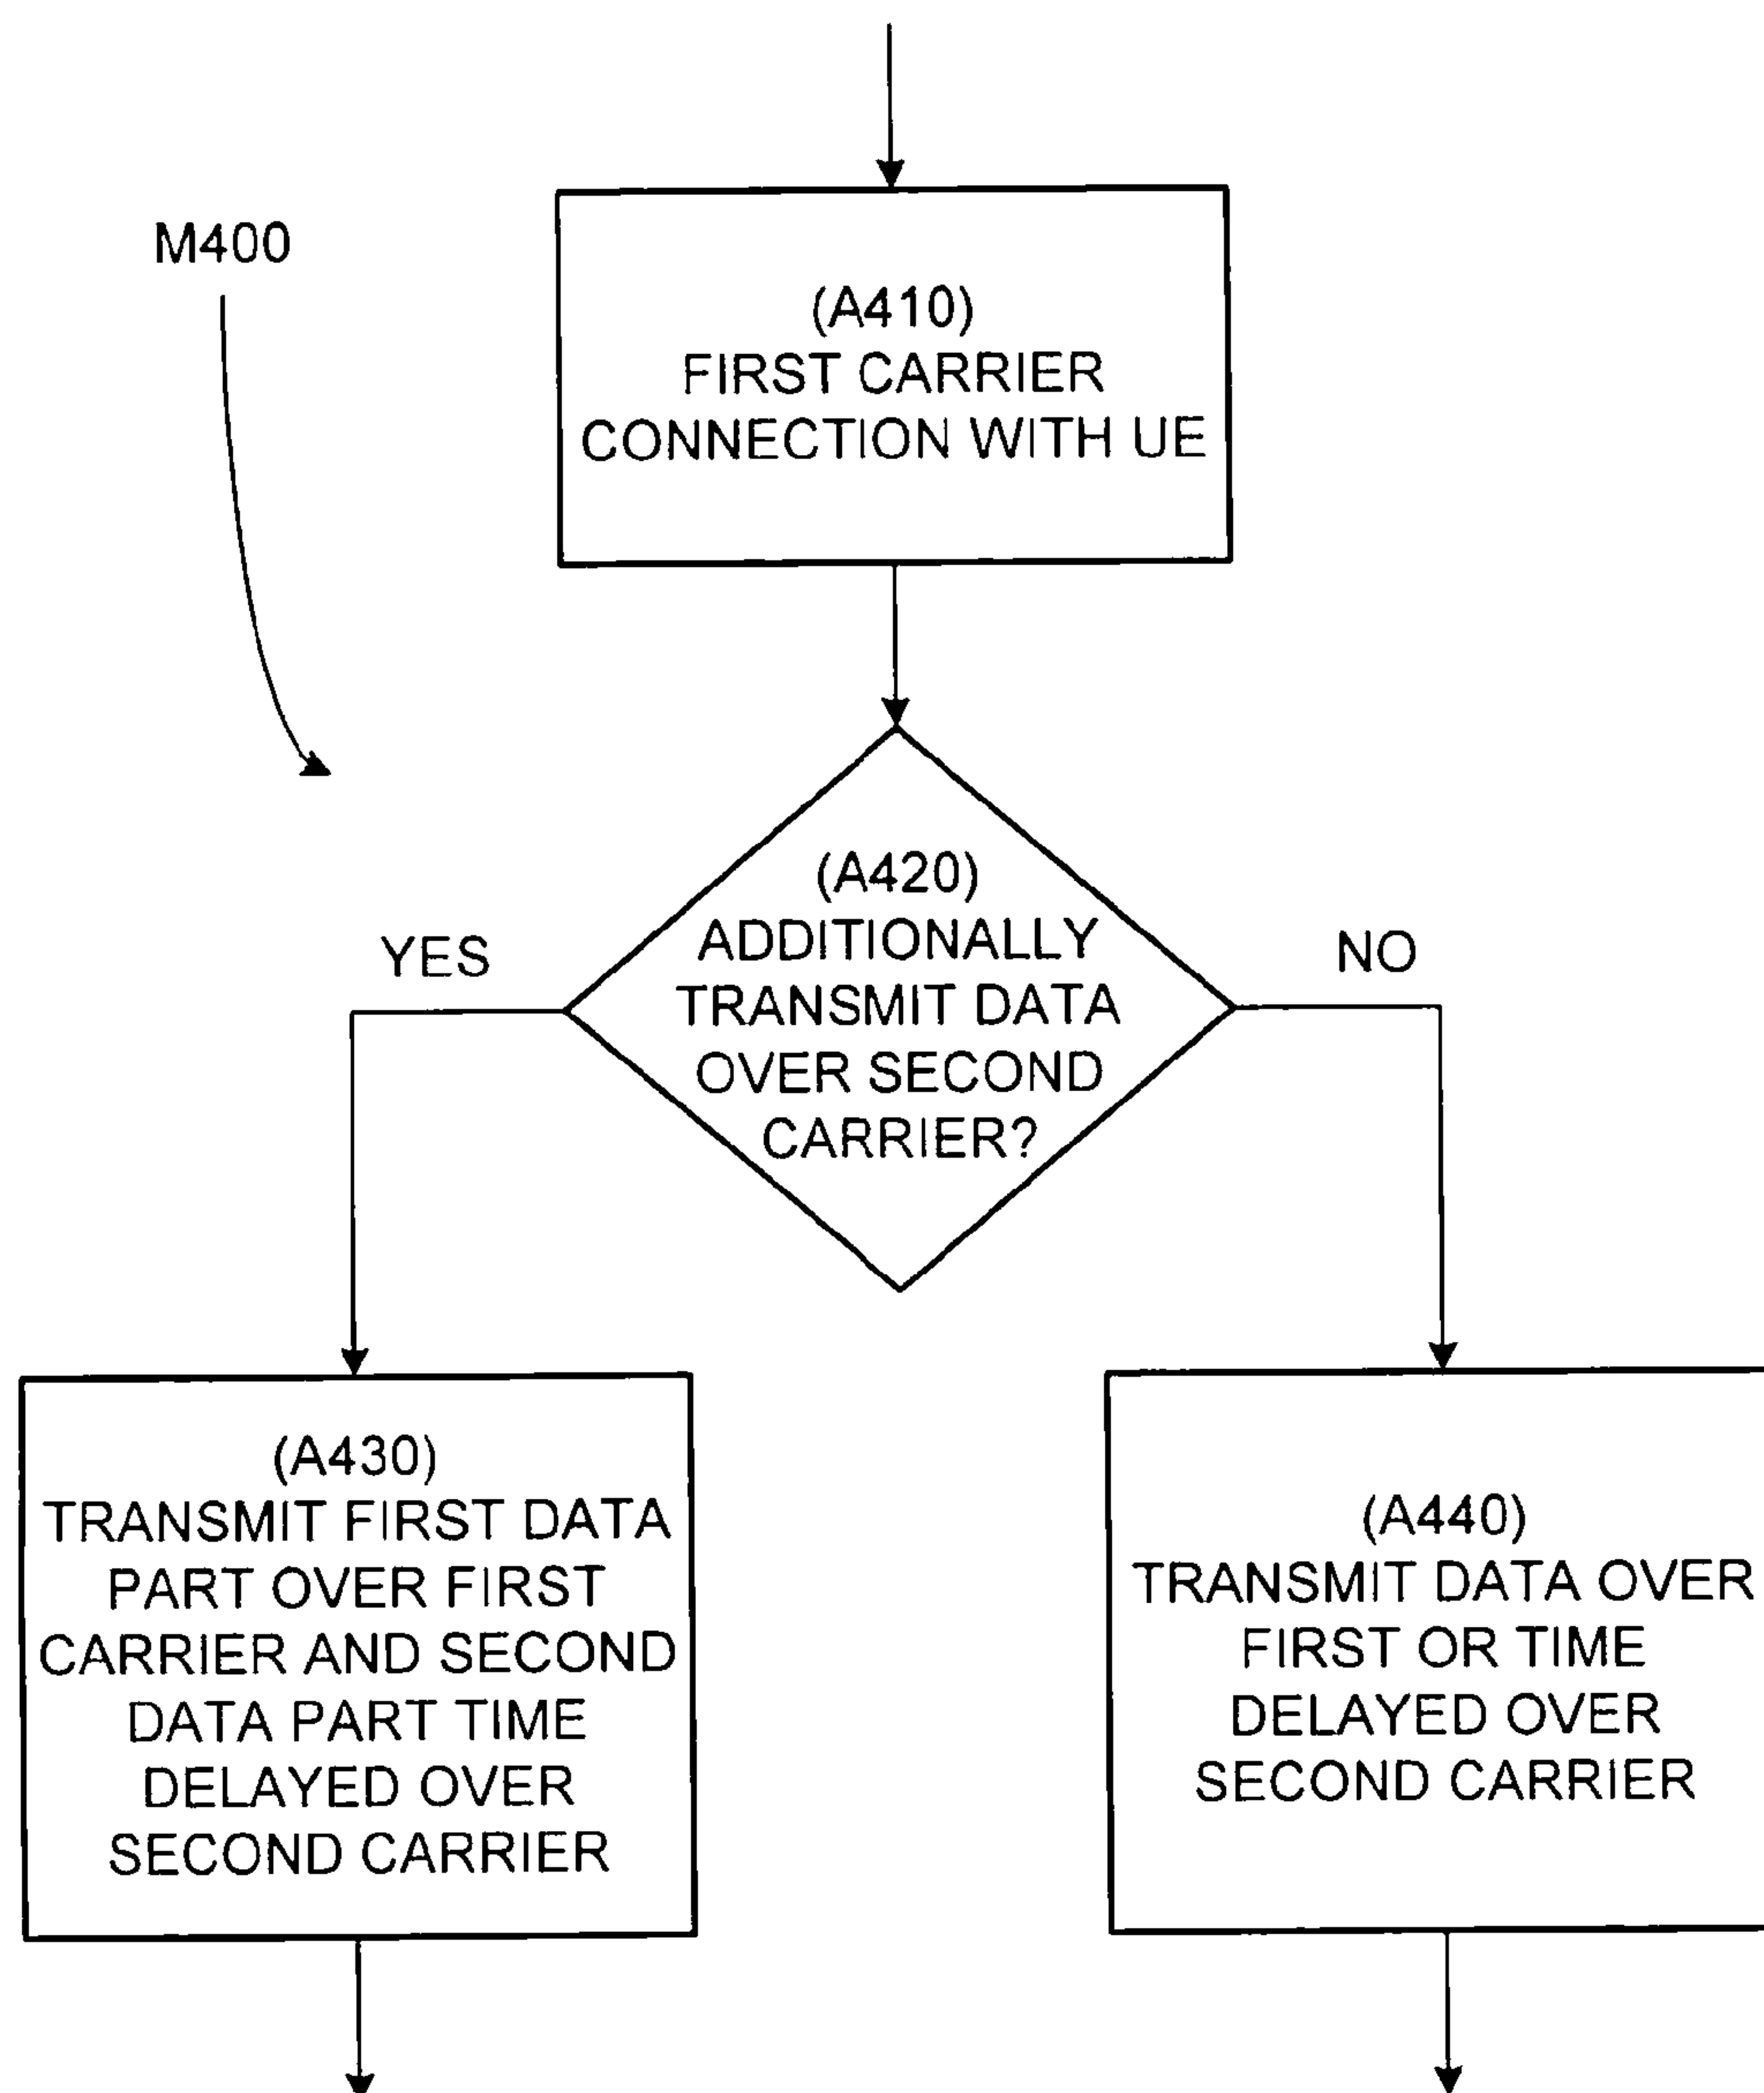 M400
(A410)
FIRST CARRIER
CONNECTION WITH UE
(A420)
ADDITIONALLY
TRANSMIT DATA
OVER SECOND
CARRIER?
YES
NO
(A430)
TRANSMIT FIRST DATA
PART OVER FIRST
CARRIER AND SECOND
DATA PART TIME
DELAYED OVER
SECOND CARRIER
(A440)
TRANSMIT DATA OVER
FIRST OR TIME
DELAYED OVER
SECOND CARRIER